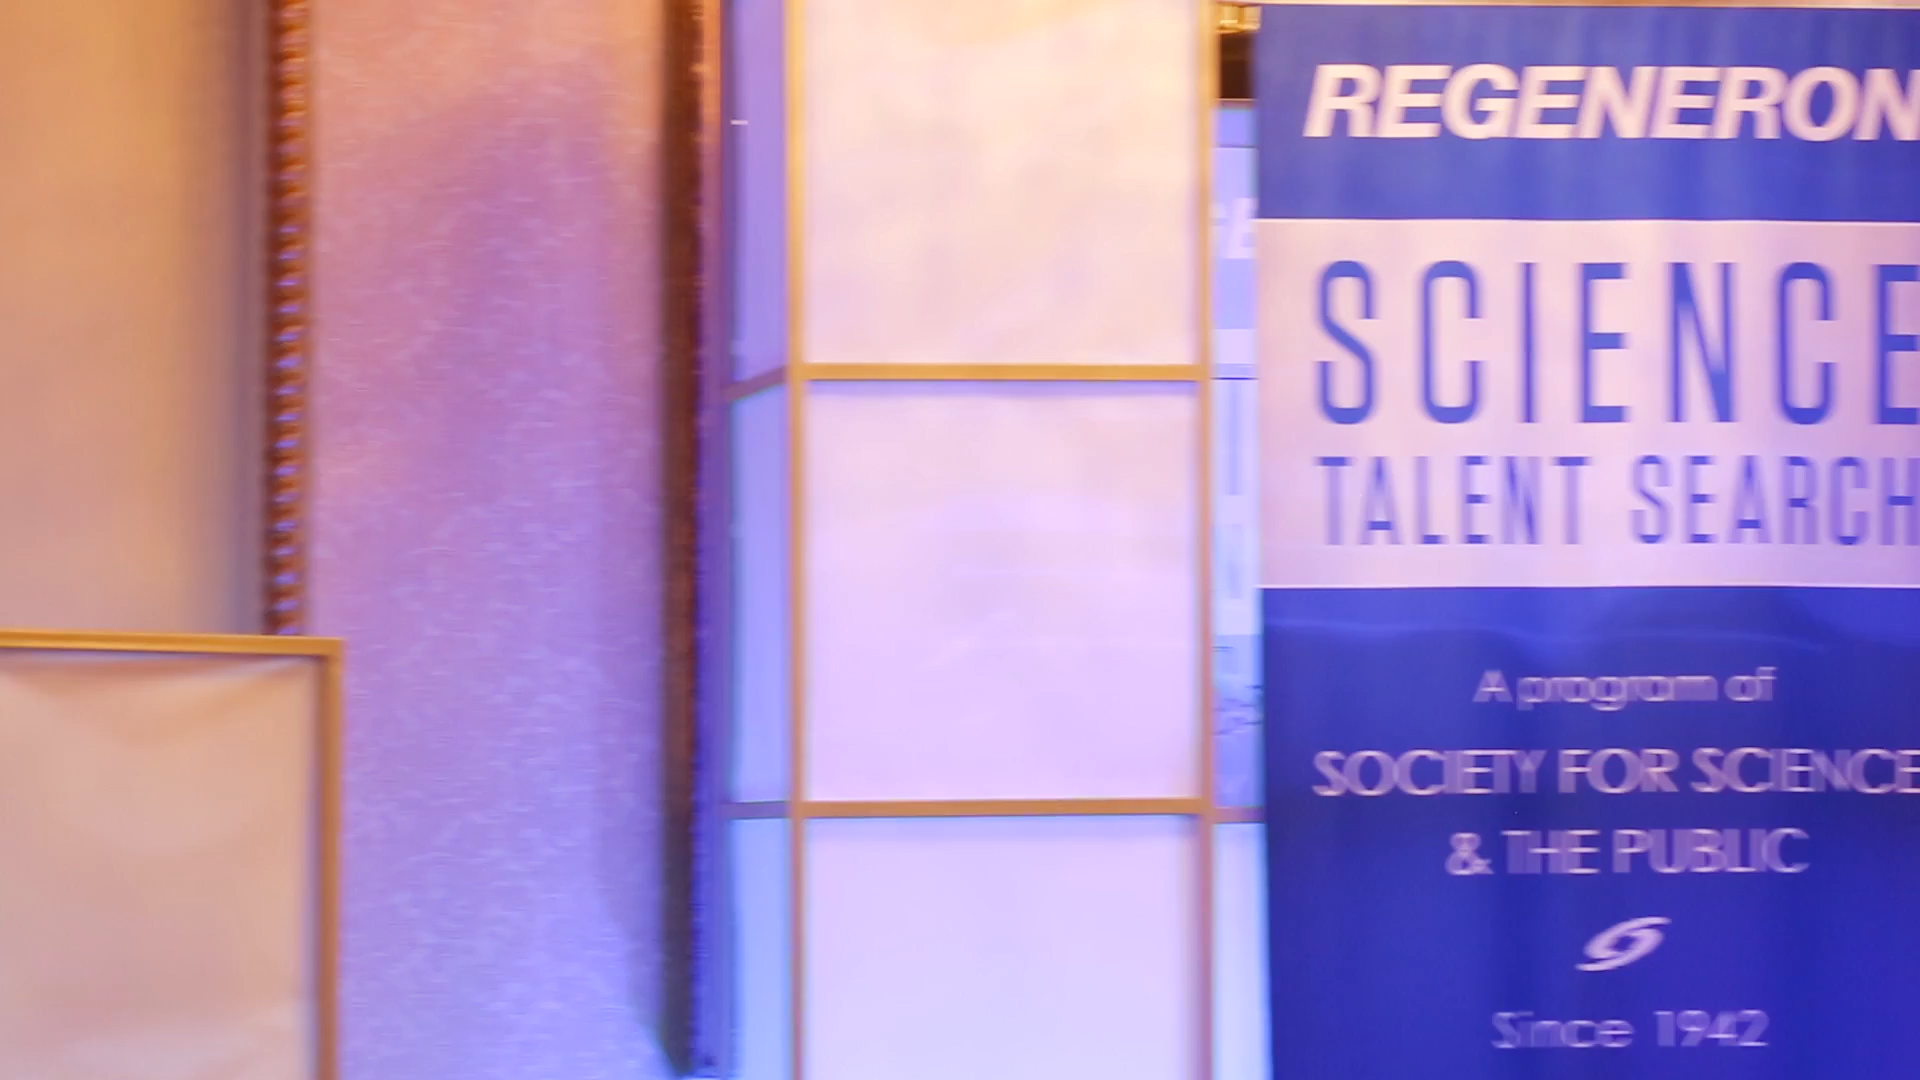 REGENERON
SCIENCE
TALENT SEARCH
A program of
SOCIETY FOR SCIENCE
& THE PUBLIC
Since 1942